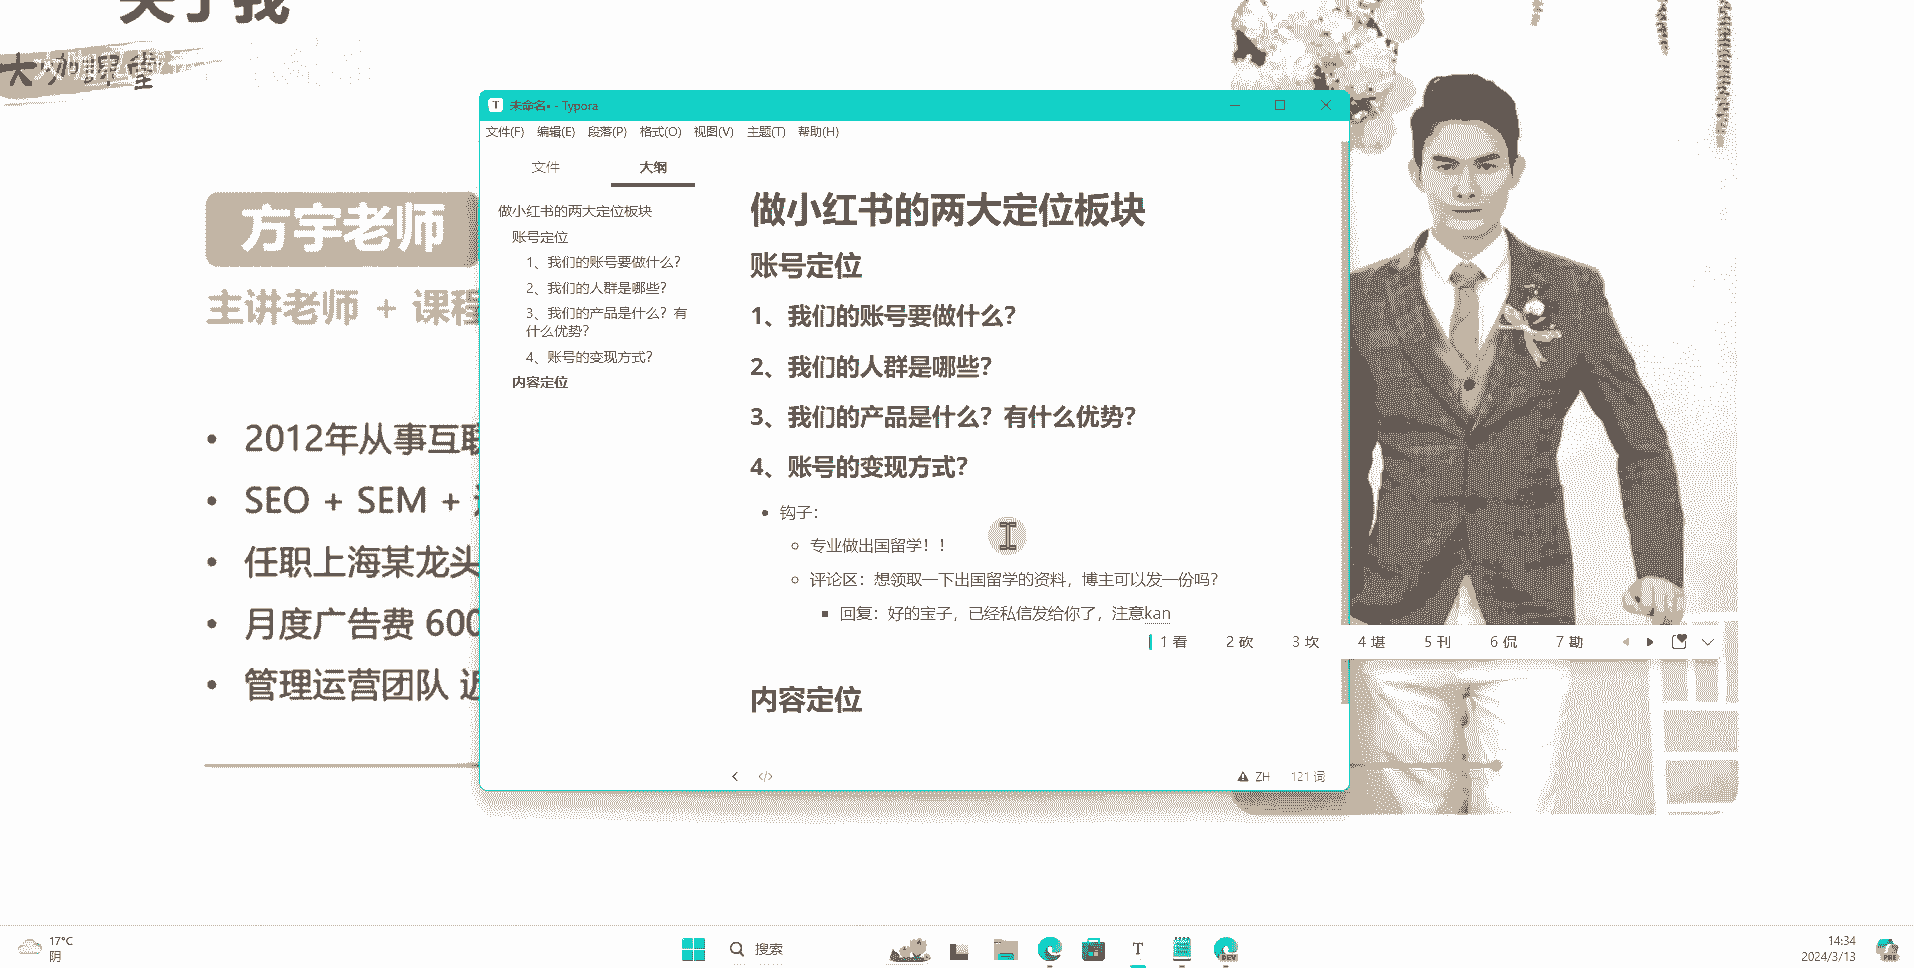 关于我
大咖课堂
方宇老师
主讲老师 + 课程
2012年从事互联
SEO + SEM +
任职上海某龙头
月度广告费 600
管理运营团队 近
未命名• - Typora
文件(F) 编辑(E) 段落(P) 格式(O) 视图(V) 主题(T) 帮助(H)
文件 大纲
做小红书的两大定位板块
账号定位
1、我们的账号要做什么？
2、我们的人群是哪些？
3、我们的产品是什么？有
什么优势？
4、账号的变现方式？
内容定位
做小红书的两大定位板块
账号定位
1、我们的账号要做什么？
2、我们的人群是哪些？
3、我们的产品是什么？有什么优势？
4、账号的变现方式？
钩子：
专业做出国留学！！
评论区：想领取一下出国留学的资料，博主可以发一份吗？
回复：好的宝子，已经私信发给你了，注意kan
1 看 2 砍 3 坎 4 堪 5 刊 6 侃 7 勘
内容定位
ZH 121 词
17°C
阴
搜索
T
DEV
14:34
2024/3/13
PRE